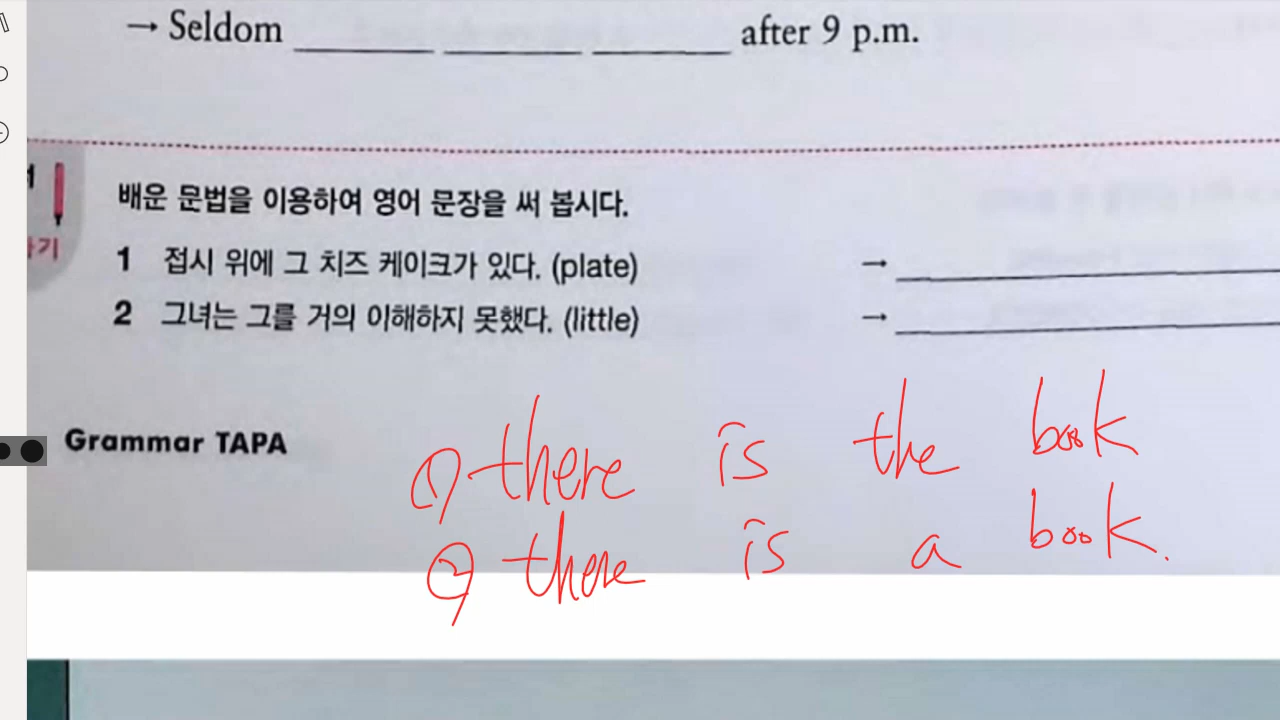 → Seldom ____ ____ ____ after 9 p.m.
배운 문법을 이용하여 영어 문장을 써 봅시다.
1 접시 위에 그 치즈 케이크가 있다. (plate) →
2 그녀는 그를 거의 이해하지 못했다. (little) →
Grammar TAPA
① there is the book
② there is a book.